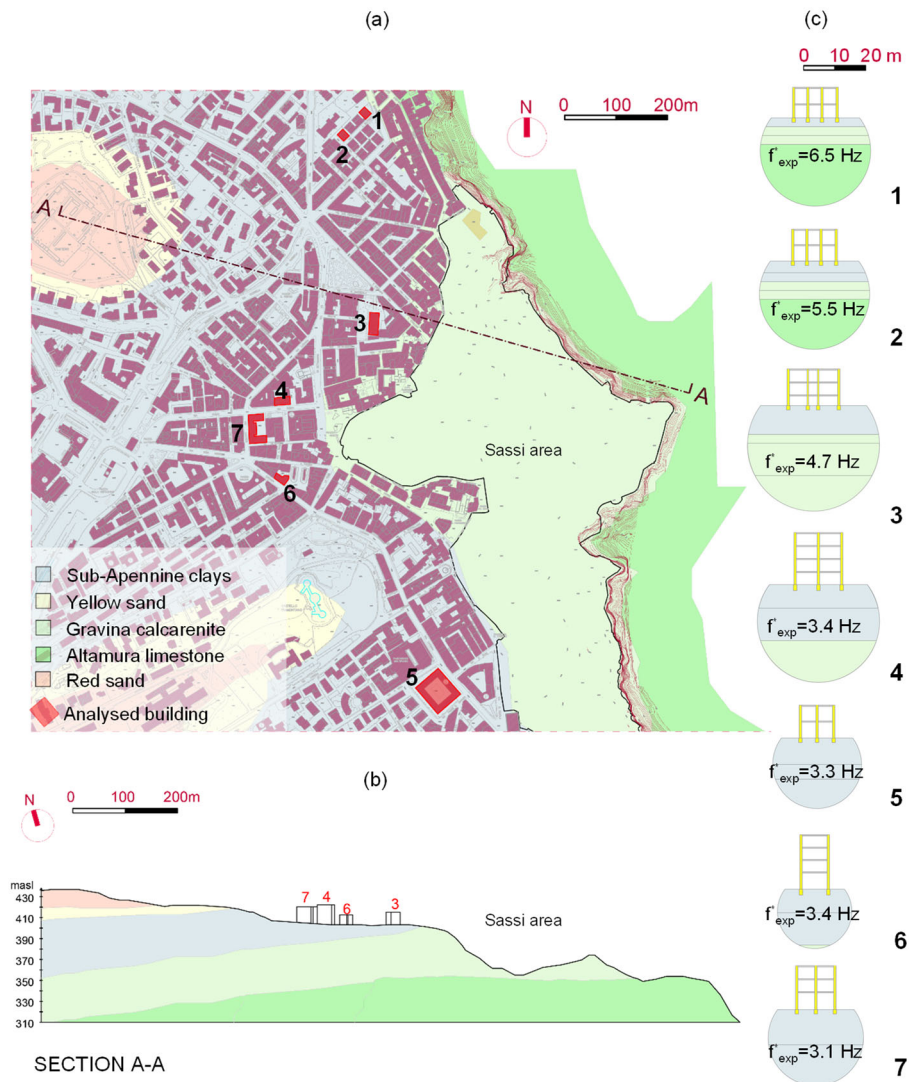 (a)
(c)
0 10 20 m
N
0 100 200m
1
2
A
3
A
4
7
6
Sassi area
5
Sub-Apennine clays
Yellow sand
Gravina calcarenite
Altamura limestone
Red sand
Analysed building
f*exp=6.5 Hz
1
f*exp=5.5 Hz
2
f*exp=4.7 Hz
3
f*exp=3.4 Hz
4
f*exp=3.3 Hz
5
f*exp=3.4 Hz
6
f*exp=3.1 Hz
7
(b)
N
0 100 200m
masl
430
410
390
370
350
330
310
7 4 6 3
Sassi area
SECTION A-A